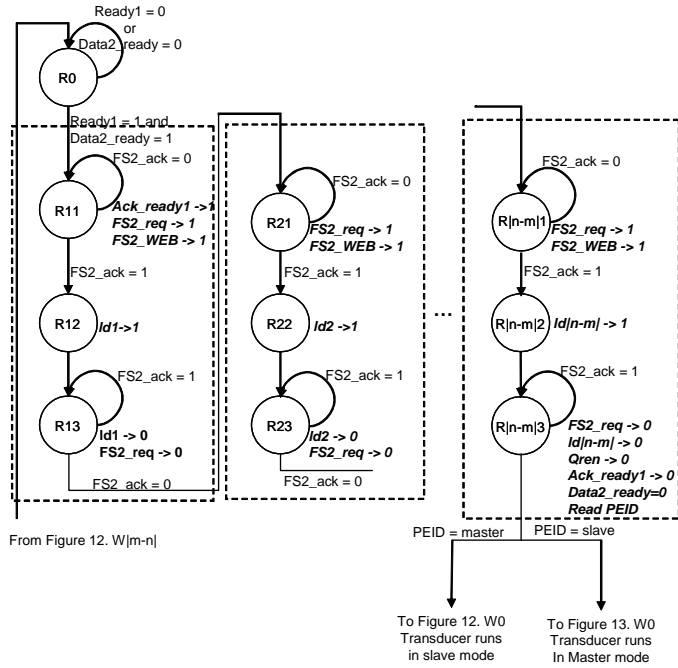 Ready1 = 0
or
Data2_ready = 0
R0
Ready1 = 1 and
Data2_ready = 1
FS2_ack = 0
R11
Ack_ready1 ->1
FS2_req -> 1
FS2_WEB -> 1
FS2_ack = 1
R12
ld1->1
FS2_ack = 1
R13
ld1 -> 0
FS2_req -> 0
FS2_ack = 0
FS2_ack = 0
R21
FS2_req -> 1
FS2_WEB -> 1
FS2_ack = 1
R22
ld2 ->1
FS2_ack = 1
R23
ld2 -> 0
FS2_req -> 0
FS2_ack = 0
...
FS2_ack = 0
R|n-m|1
FS2_req -> 1
FS2_WEB -> 1
FS2_ack = 1
R|n-m|2
ld|n-m| -> 1
FS2_ack = 1
R|n-m|3
FS2_req -> 0
ld|n-m| -> 0
Qren -> 0
Ack_ready1 -> 0
Data2_ready=0
Read PEID
From Figure 12. W|m-n|
PEID = master
PEID = slave
To Figure 12. W0
Transducer runs
in slave mode
To Figure 13. W0
Transducer runs
In Master mode